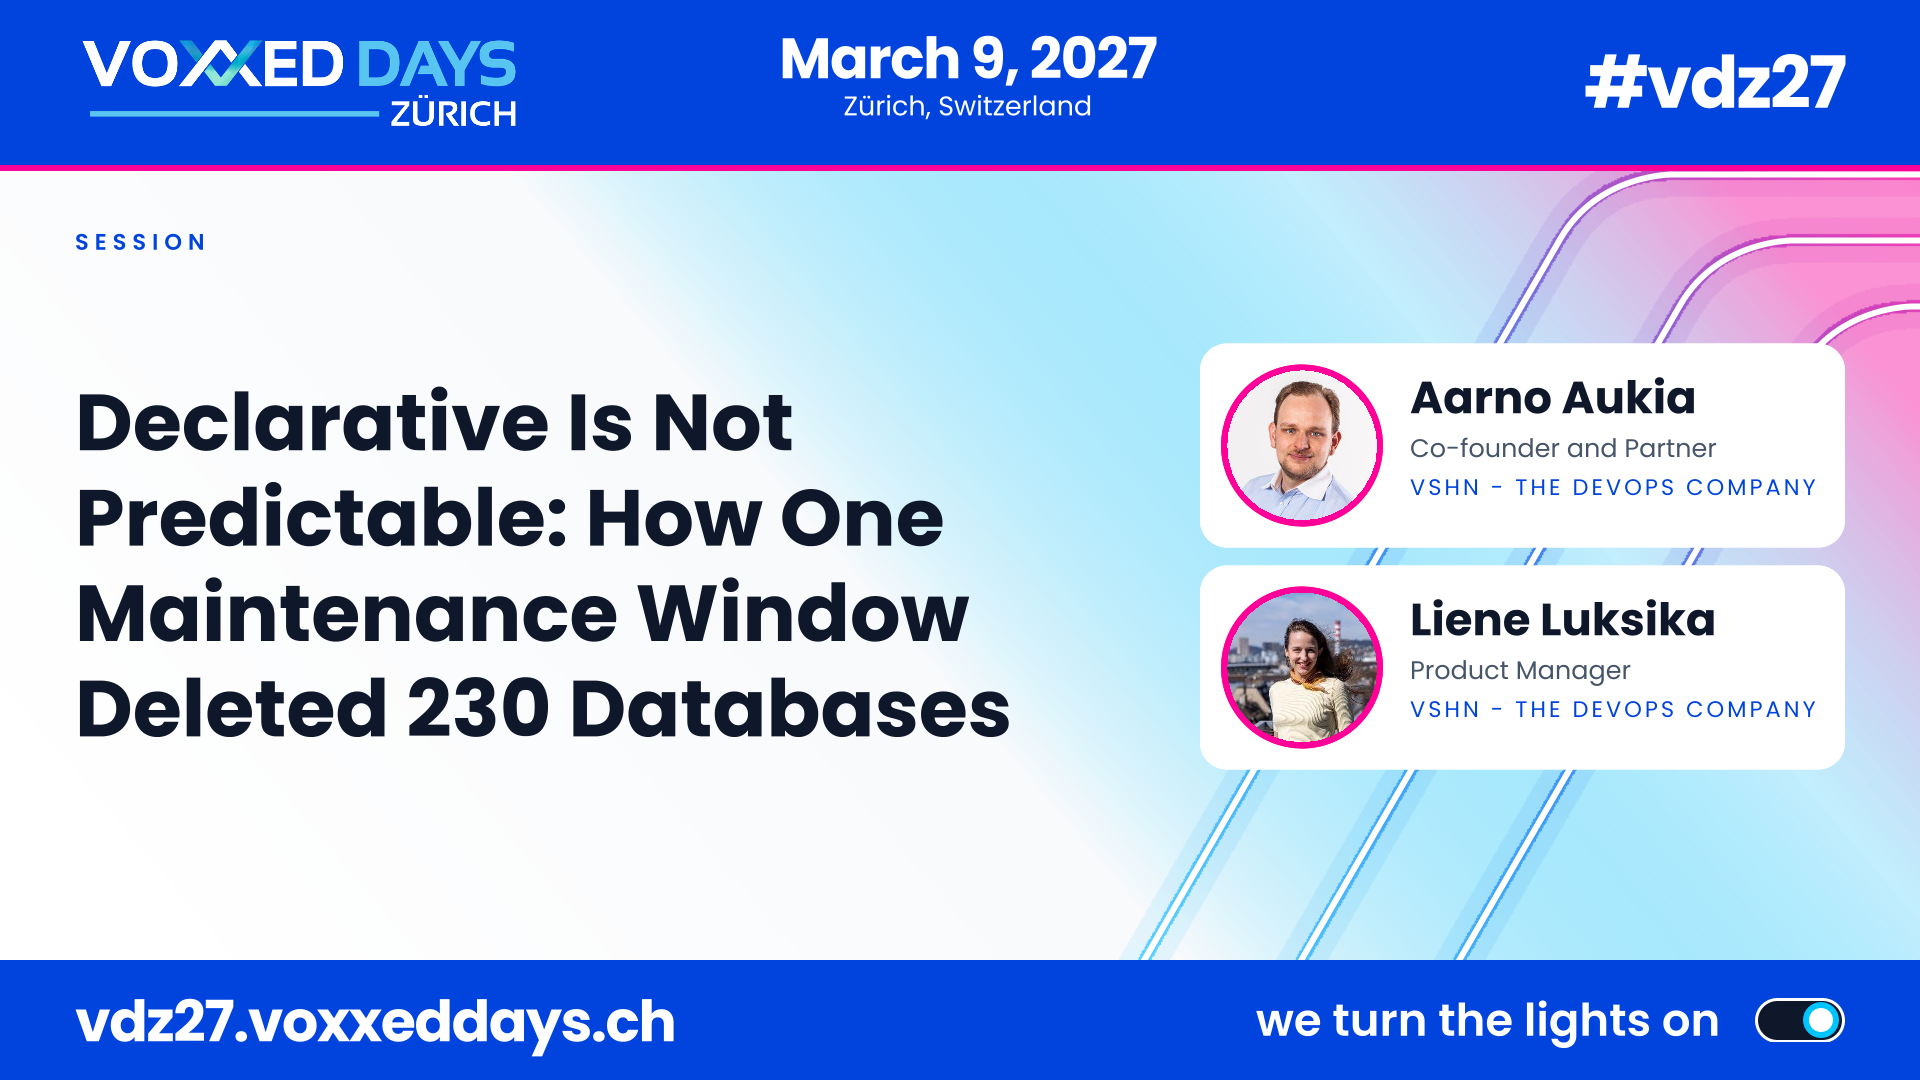 VOXXED DAYS
ZÜRICH
March 9, 2027
Zürich, Switzerland
#vdz27
SESSION
Declarative Is Not
Predictable: How One
Maintenance Window
Deleted 230 Databases
Aarno Aukia
Co-founder and Partner
VSHN - THE DEVOPS COMPANY
Liene Luksika
Product Manager
VSHN - THE DEVOPS COMPANY
vdz27.voxxeddays.ch
we turn the lights on